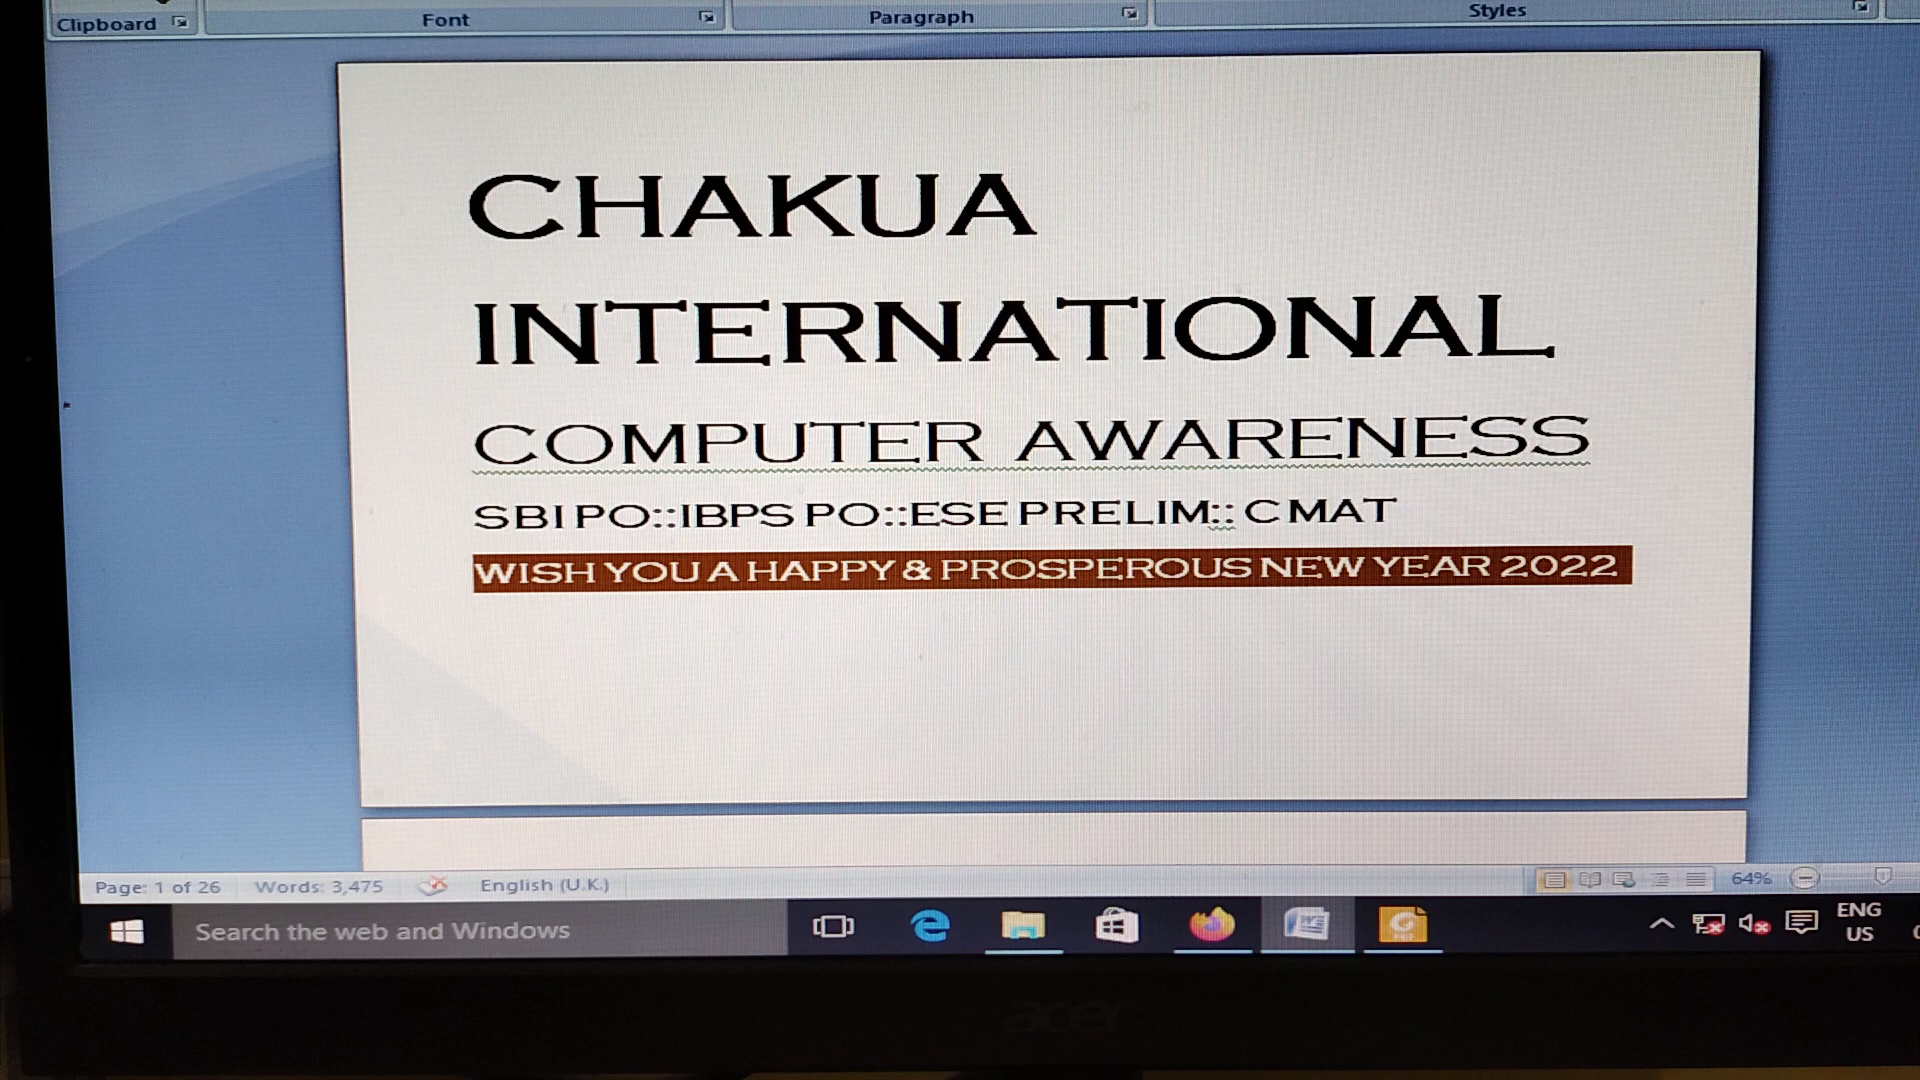 Clipboard Font Paragraph Styles
CHAKUA
INTERNATIONAL
COMPUTER AWARENESS
SBI PO::IBPS PO::ESE PRELIM:: C MAT
WISH YOU A HAPPY & PROSPEROUS NEW YEAR 2022
Page: 1 of 26 Words: 3,475 English (U.K.) 64%
Search the web and Windows ENG
US
acer